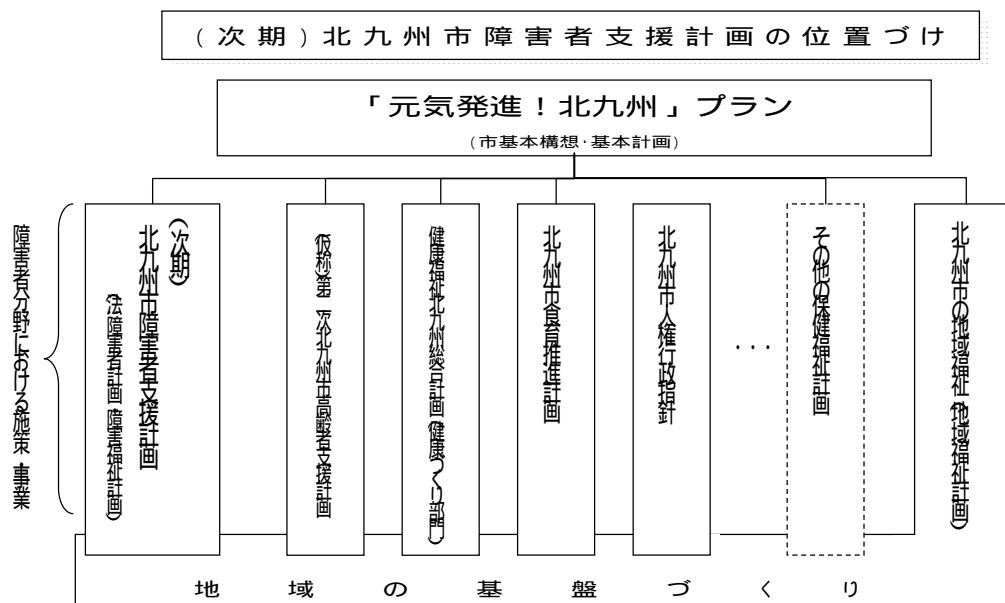 (次期)北九州市障害者支援計画の位置づけ
「元気発進!北九州」プラン
(市基本構想・基本計画)
障害者分野における施策・事業
(次期)
北九州市障害者支援計画
(法:障害者計画 障害福祉計画)
(仮称)第二次北九州市高齢者支援計画
健康福祉北九州総合計画(健康づくり部門)
北九州市食育推進計画
北九州市人権行政指針
・・・
その他の保健福祉計画
北九州市の地域福祉(地域福祉計画)
地域の基盤づくり